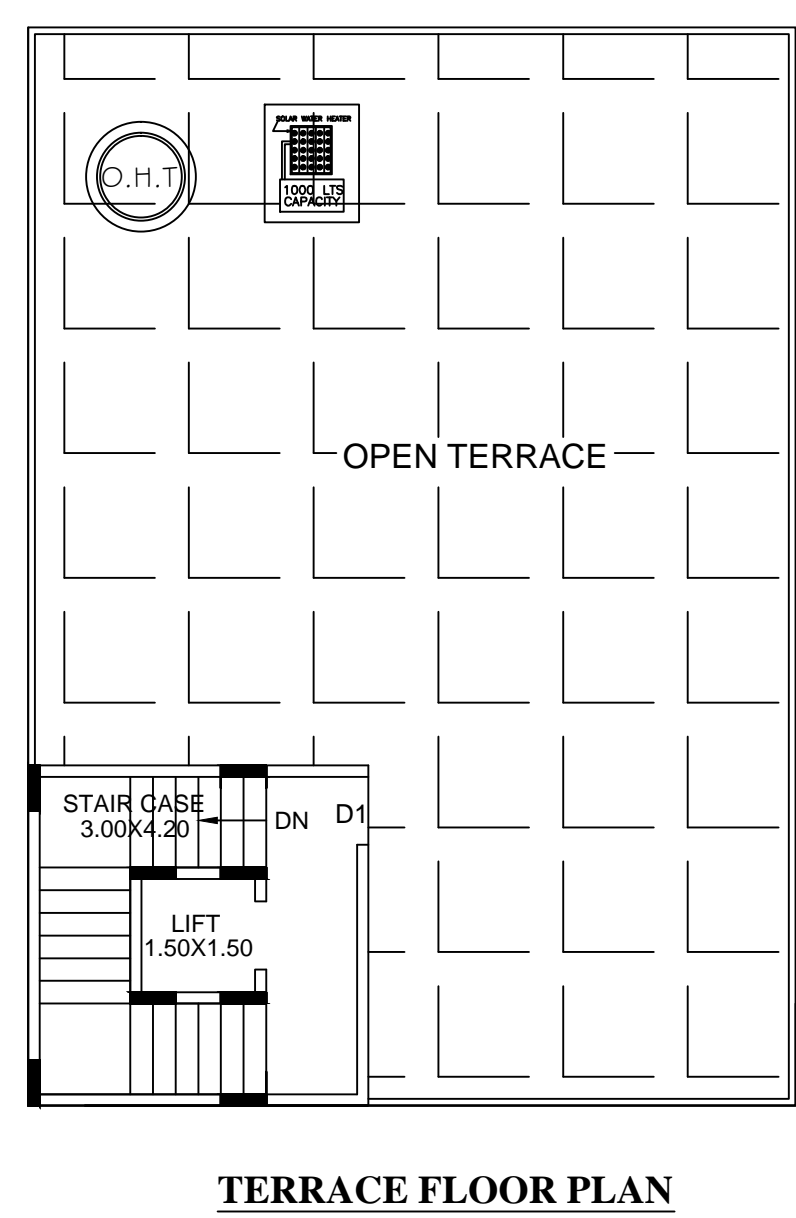 SOLAR WATER HEATER
O.H.T
1000 LTS
CAPACITY
OPEN TERRACE
STAIR CASE
3.00X4.20
DN
D1
LIFT
1.50X1.50
TERRACE FLOOR PLAN